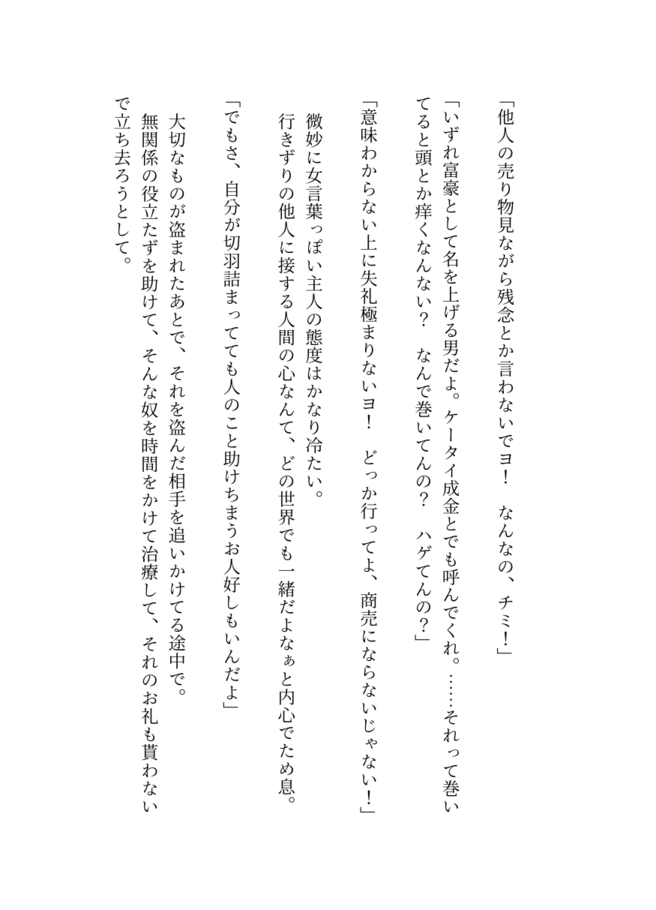 「他人の売り物見ながら残念とか言わないでヨ！　なんなの、チミ！」
「いずれ富豪として名を上げる男だよ。ケータイ成金とでも呼んでくれ。……それって巻い
てると頭とか痒くなんない？　なんで巻いてんの？　ハゲてんの？」
「意味わからない上に失礼極まりないヨ！　どっか行ってよ、商売にならないじゃない！」
微妙に女言葉っぽい主人の態度はかなり冷たい。
行きずりの他人に接する人間の心なんて、どの世界でも一緒だよなぁと内心でため息。
「でもさ、自分が切羽詰まってても人のこと助けちまうお人好しもいんだよ」
大切なものが盗まれたあとで、それを盗んだ相手を追いかけてる途中で。
無関係の役立たずを助けて、そんな奴を時間をかけて治療して、それのお礼も貰わない
で立ち去ろうとして。